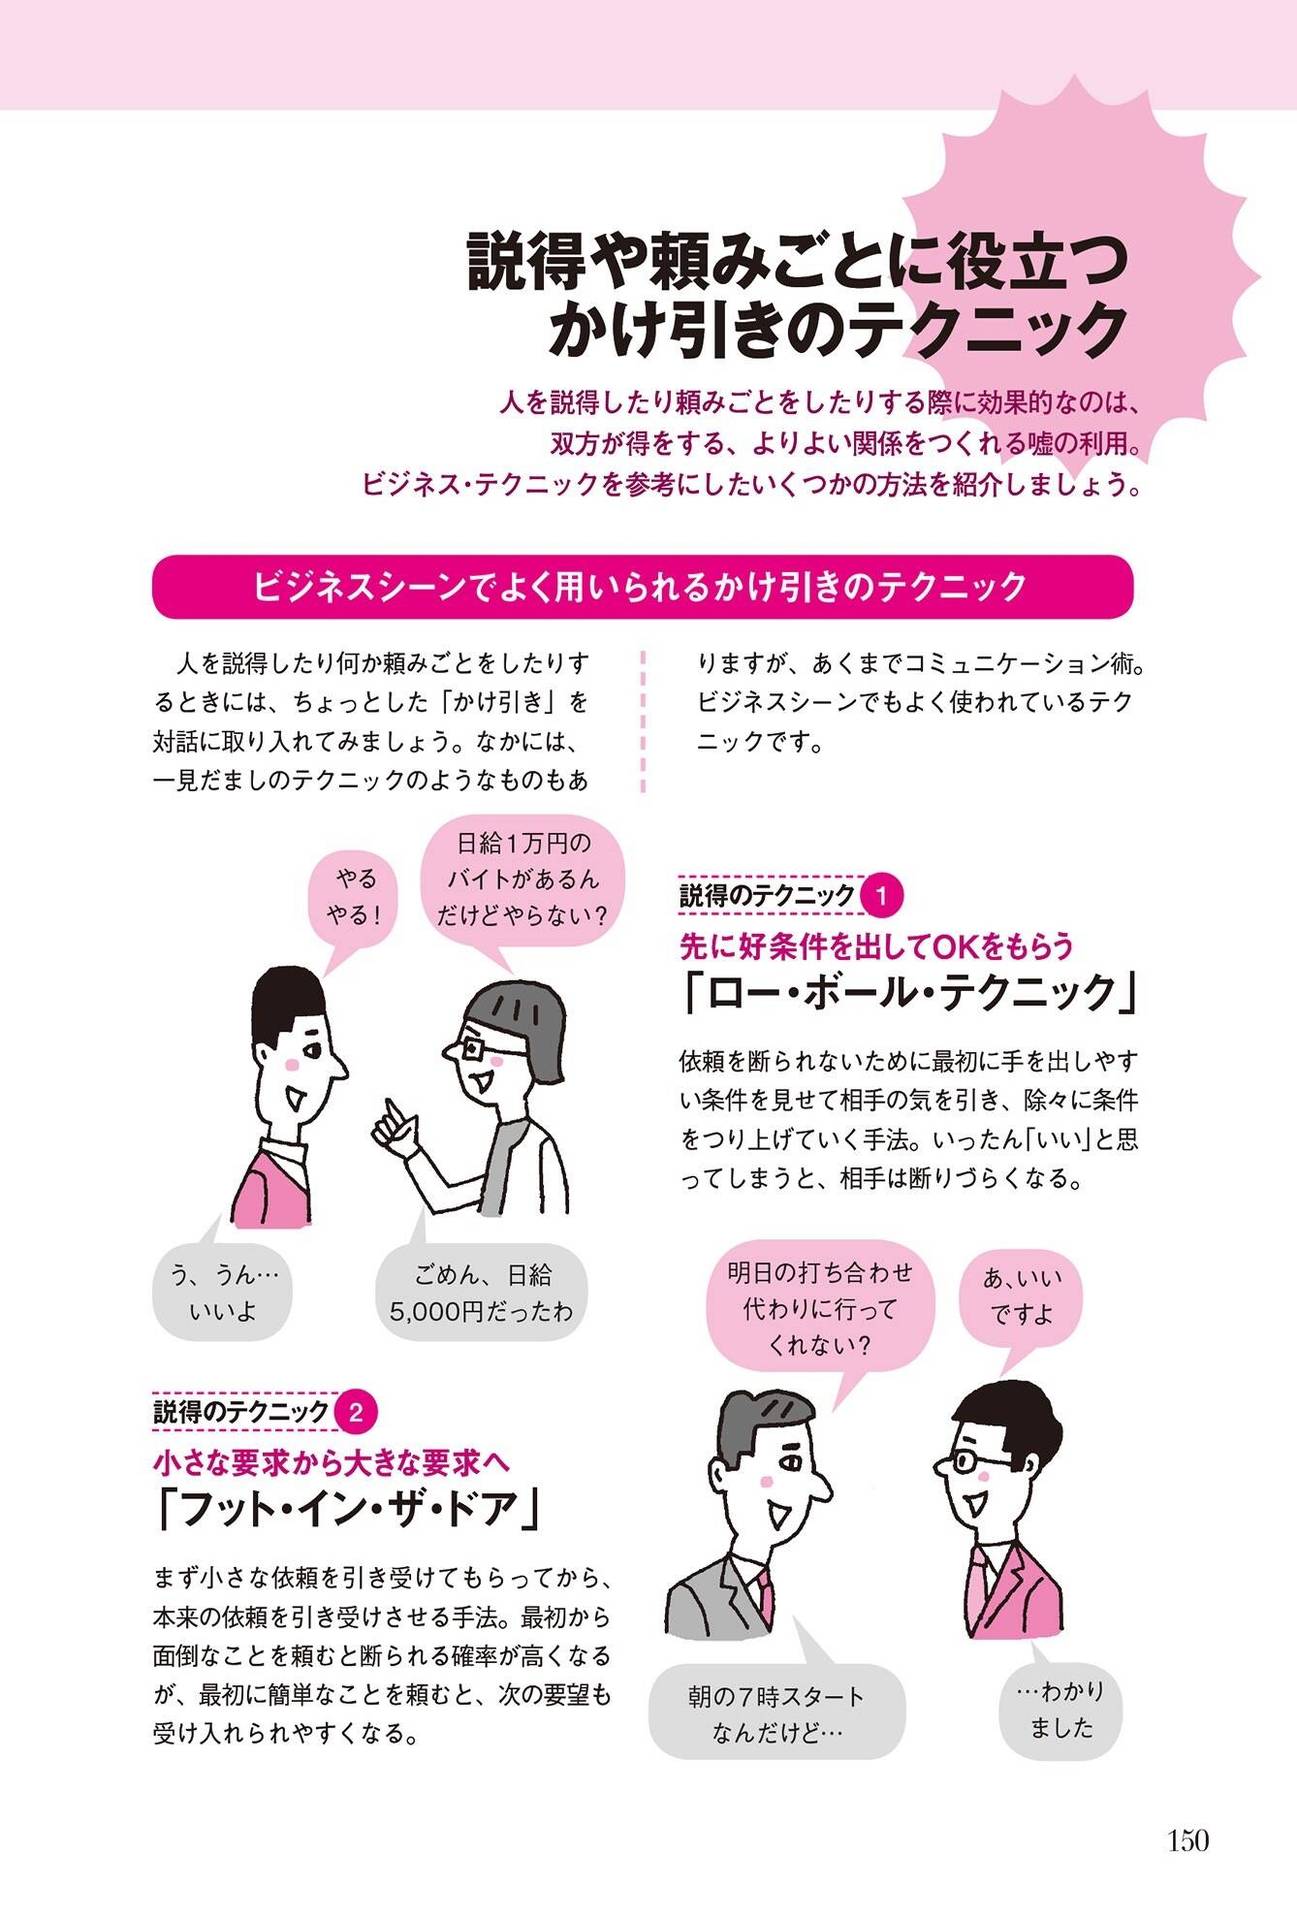 説得や頼みごとに役立つ
かけ引きのテクニック
人を説得したり頼みごとをしたりする際に効果的なのは、
双方が得をする、よりよい関係をつくれる嘘の利用。
ビジネス・テクニックを参考にしたいくつかの方法を紹介しましょう。
ビジネスシーンでよく用いられるかけ引きのテクニック
人を説得したり何か頼みごとをしたりす
るときには、ちょっとした「かけ引き」を
対話に取り入れてみましょう。なかには、
一見だましのテクニックのようなものもあ
りますが、あくまでコミュニケーション術。
ビジネスシーンでもよく使われているテク
ニックです。
日給1万円の
バイトがあるん
だけどやらない?
やる
やる!
ごめん、日給
5,000円だったわ
う、うん…
いいよ
説得のテクニック 1
先に好条件を出してOKをもらう
「ロー・ボール・テクニック」
依頼を断られないために最初に手を出しやす
い条件を見せて相手の気を引き、除々に条件
をつり上げていく手法。いったん「いい」と思
ってしまうと、相手は断りづらくなる。
説得のテクニック 2
小さな要求から大きな要求へ
「フット・イン・ザ・ドア」
まず小さな依頼を引き受けてもらってから、
本来の依頼を引き受けさせる手法。最初から
面倒なことを頼むと断られる確率が高くなる
が、最初に簡単なことを頼むと、次の要望も
受け入れられやすくなる。
明日の打ち合わせ
代わりに行って
くれない?
あ、いい
ですよ
朝の7時スタート
なんだけど…
…わかり
ました
150